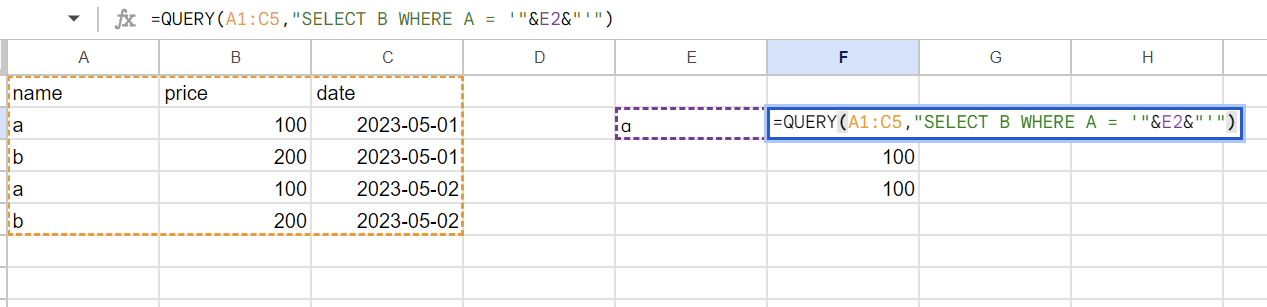 fx =QUERY(A1:C5,"SELECT B WHERE A = '"&E2&"'")
A B C D E F G H
name price date
a 100 2023-05-01 a =QUERY(A1:C5,"SELECT B WHERE A = '"&E2&"'")
b 200 2023-05-01 100
a 100 2023-05-02 100
b 200 2023-05-02